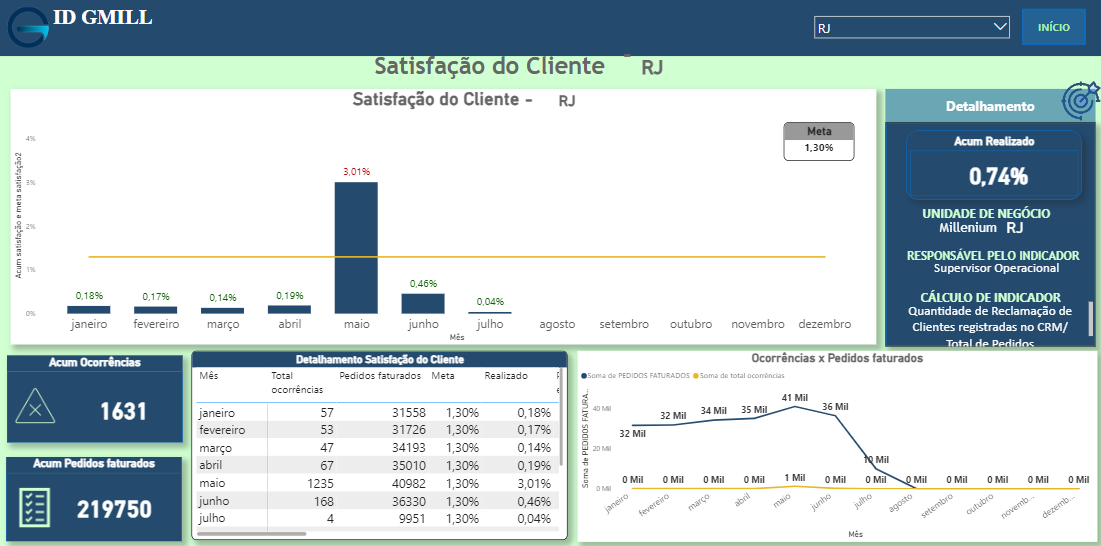 ID GMILL
RJ
INÍCIO
Satisfação do Cliente - RJ
Satisfação do Cliente - RJ
Meta
1,30%
Acum satisfação e meta satisfação2
4%
3%
2%
1%
0%
3,01%
0,18%
0,17%
0,14%
0,19%
0,46%
0,04%
janeiro
fevereiro
março
abril
maio
junho
julho
agosto
setembro
outubro
novembro
dezembro
Mês
Detalhamento
Acum Realizado
0,74%
UNIDADE DE NEGÓCIO
Millenium RJ
RESPONSÁVEL PELO INDICADOR
Supervisor Operacional
CÁLCULO DE INDICADOR
Quantidade de Reclamação de
Clientes registradas no CRM/
Total de Pedidos
Acum Ocorrências
1631
Acum Pedidos faturados
219750
Detalhamento Satisfação do Cliente
Mês Total ocorrências Pedidos faturados Meta Realizado
janeiro 57 31558 1,30% 0,18%
fevereiro 53 31726 1,30% 0,17%
março 47 34193 1,30% 0,14%
abril 67 35010 1,30% 0,19%
maio 1235 40982 1,30% 3,01%
junho 168 36330 1,30% 0,46%
julho 4 9951 1,30% 0,04%
Ocorrências x Pedidos faturados
Soma de PEDIDOS FATURADOS Soma de total ocorrências
Soma de PEDIDOS FATURA...
40 Mil
20 Mil
0 Mil
32 Mil
32 Mil
34 Mil
35 Mil
41 Mil
36 Mil
10 Mil
0 Mil 0 Mil 0 Mil 0 Mil 1 Mil 0 Mil 0 Mil 0 Mil 0 Mil 0 Mil 0 Mil 0 Mil
janeiro
fevereiro
março
abril
maio
junho
julho
agosto
setembro
outubro
novemb...
dezemb...
Mês